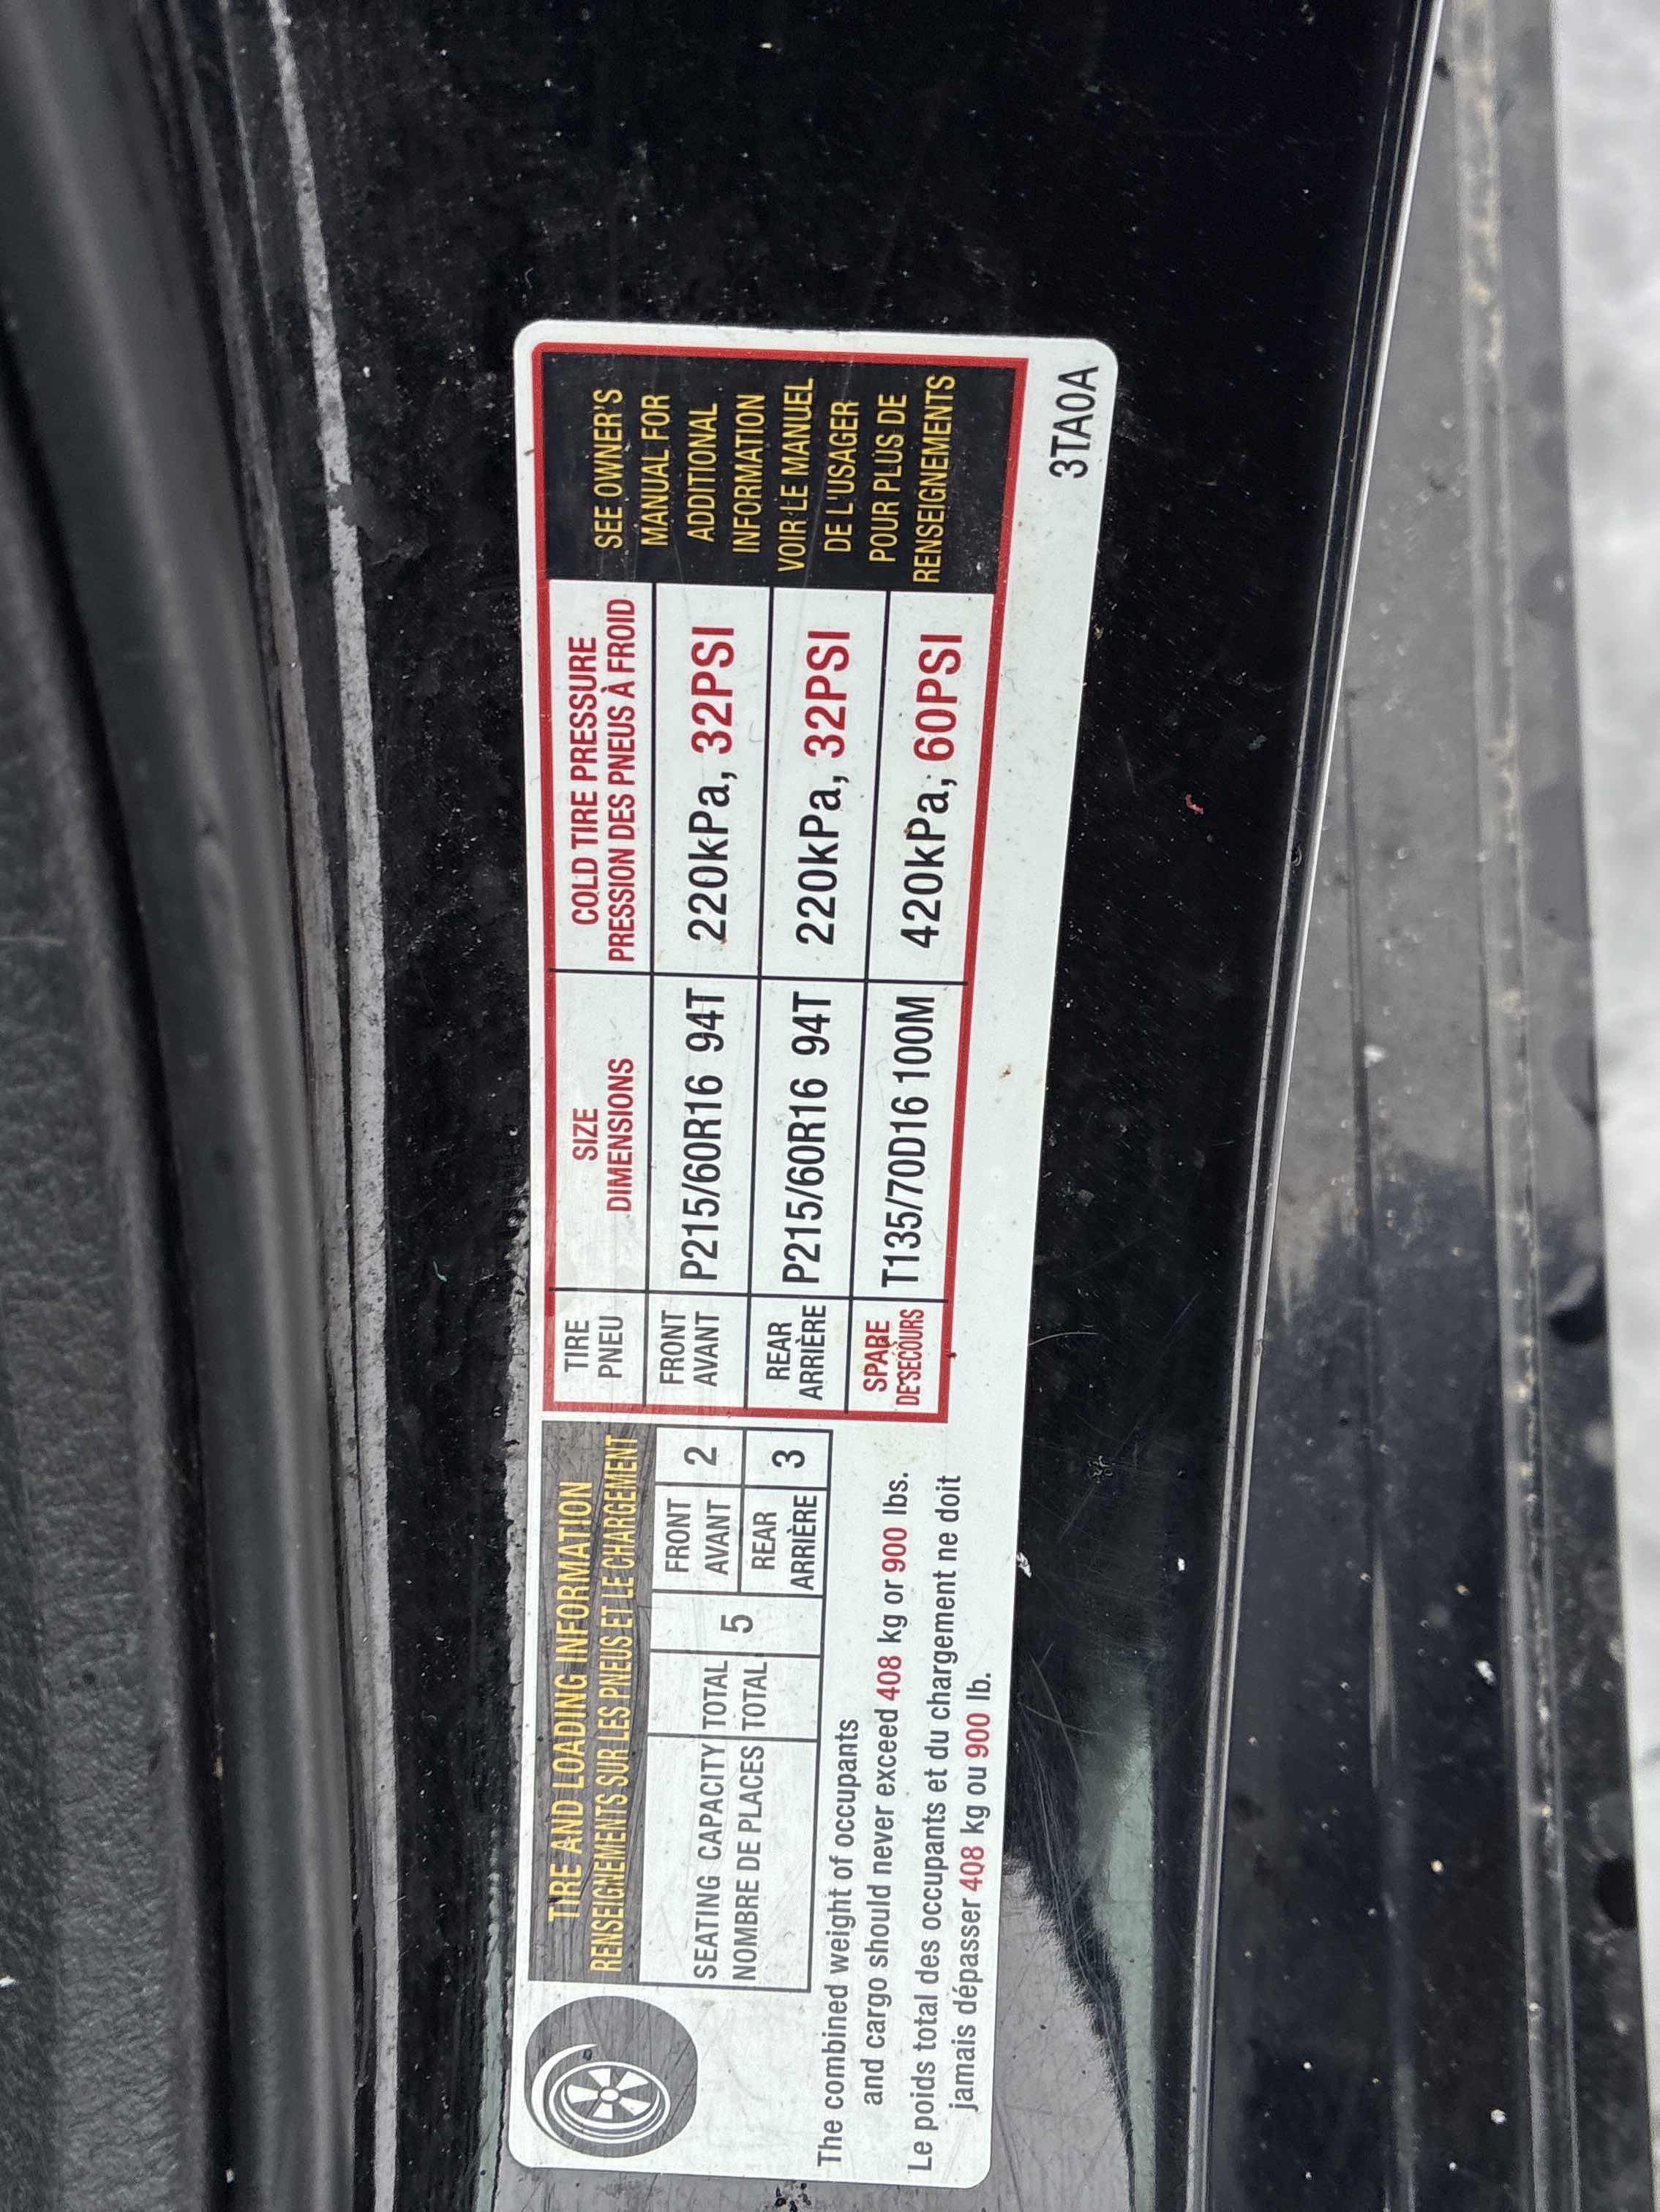 TIRE AND LOADING INFORMATION
RENSEIGNEMENTS SUR LES PNEUS ET LE CHARGEMENT
SEATING CAPACITY
NOMBRE DE PLACES
TOTAL
TOTAL
5
FRONT
AVANT
2
REAR
ARRIÈRE
3
The combined weight of occupants
and cargo should never exceed 408 kg or 900 lbs.
Le poids total des occupants et du chargement ne doit
jamais dépasser 408 kg ou 900 lb.
TIRE
PNEU
SIZE
DIMENSIONS
COLD TIRE PRESSURE
PRESSION DES PNEUS À FROID
FRONT
AVANT
P215/60R16 94T
220kPa, 32PSI
REAR
ARRIÈRE
P215/60R16 94T
220kPa, 32PSI
SPARE
DE SECOURS
T135/70D16 100M
420kPa, 60PSI
SEE OWNER'S
MANUAL FOR
ADDITIONAL
INFORMATION
VOIR LE MANUEL
DE L'USAGER
POUR PLUS DE
RENSEIGNEMENTS
3TA0A